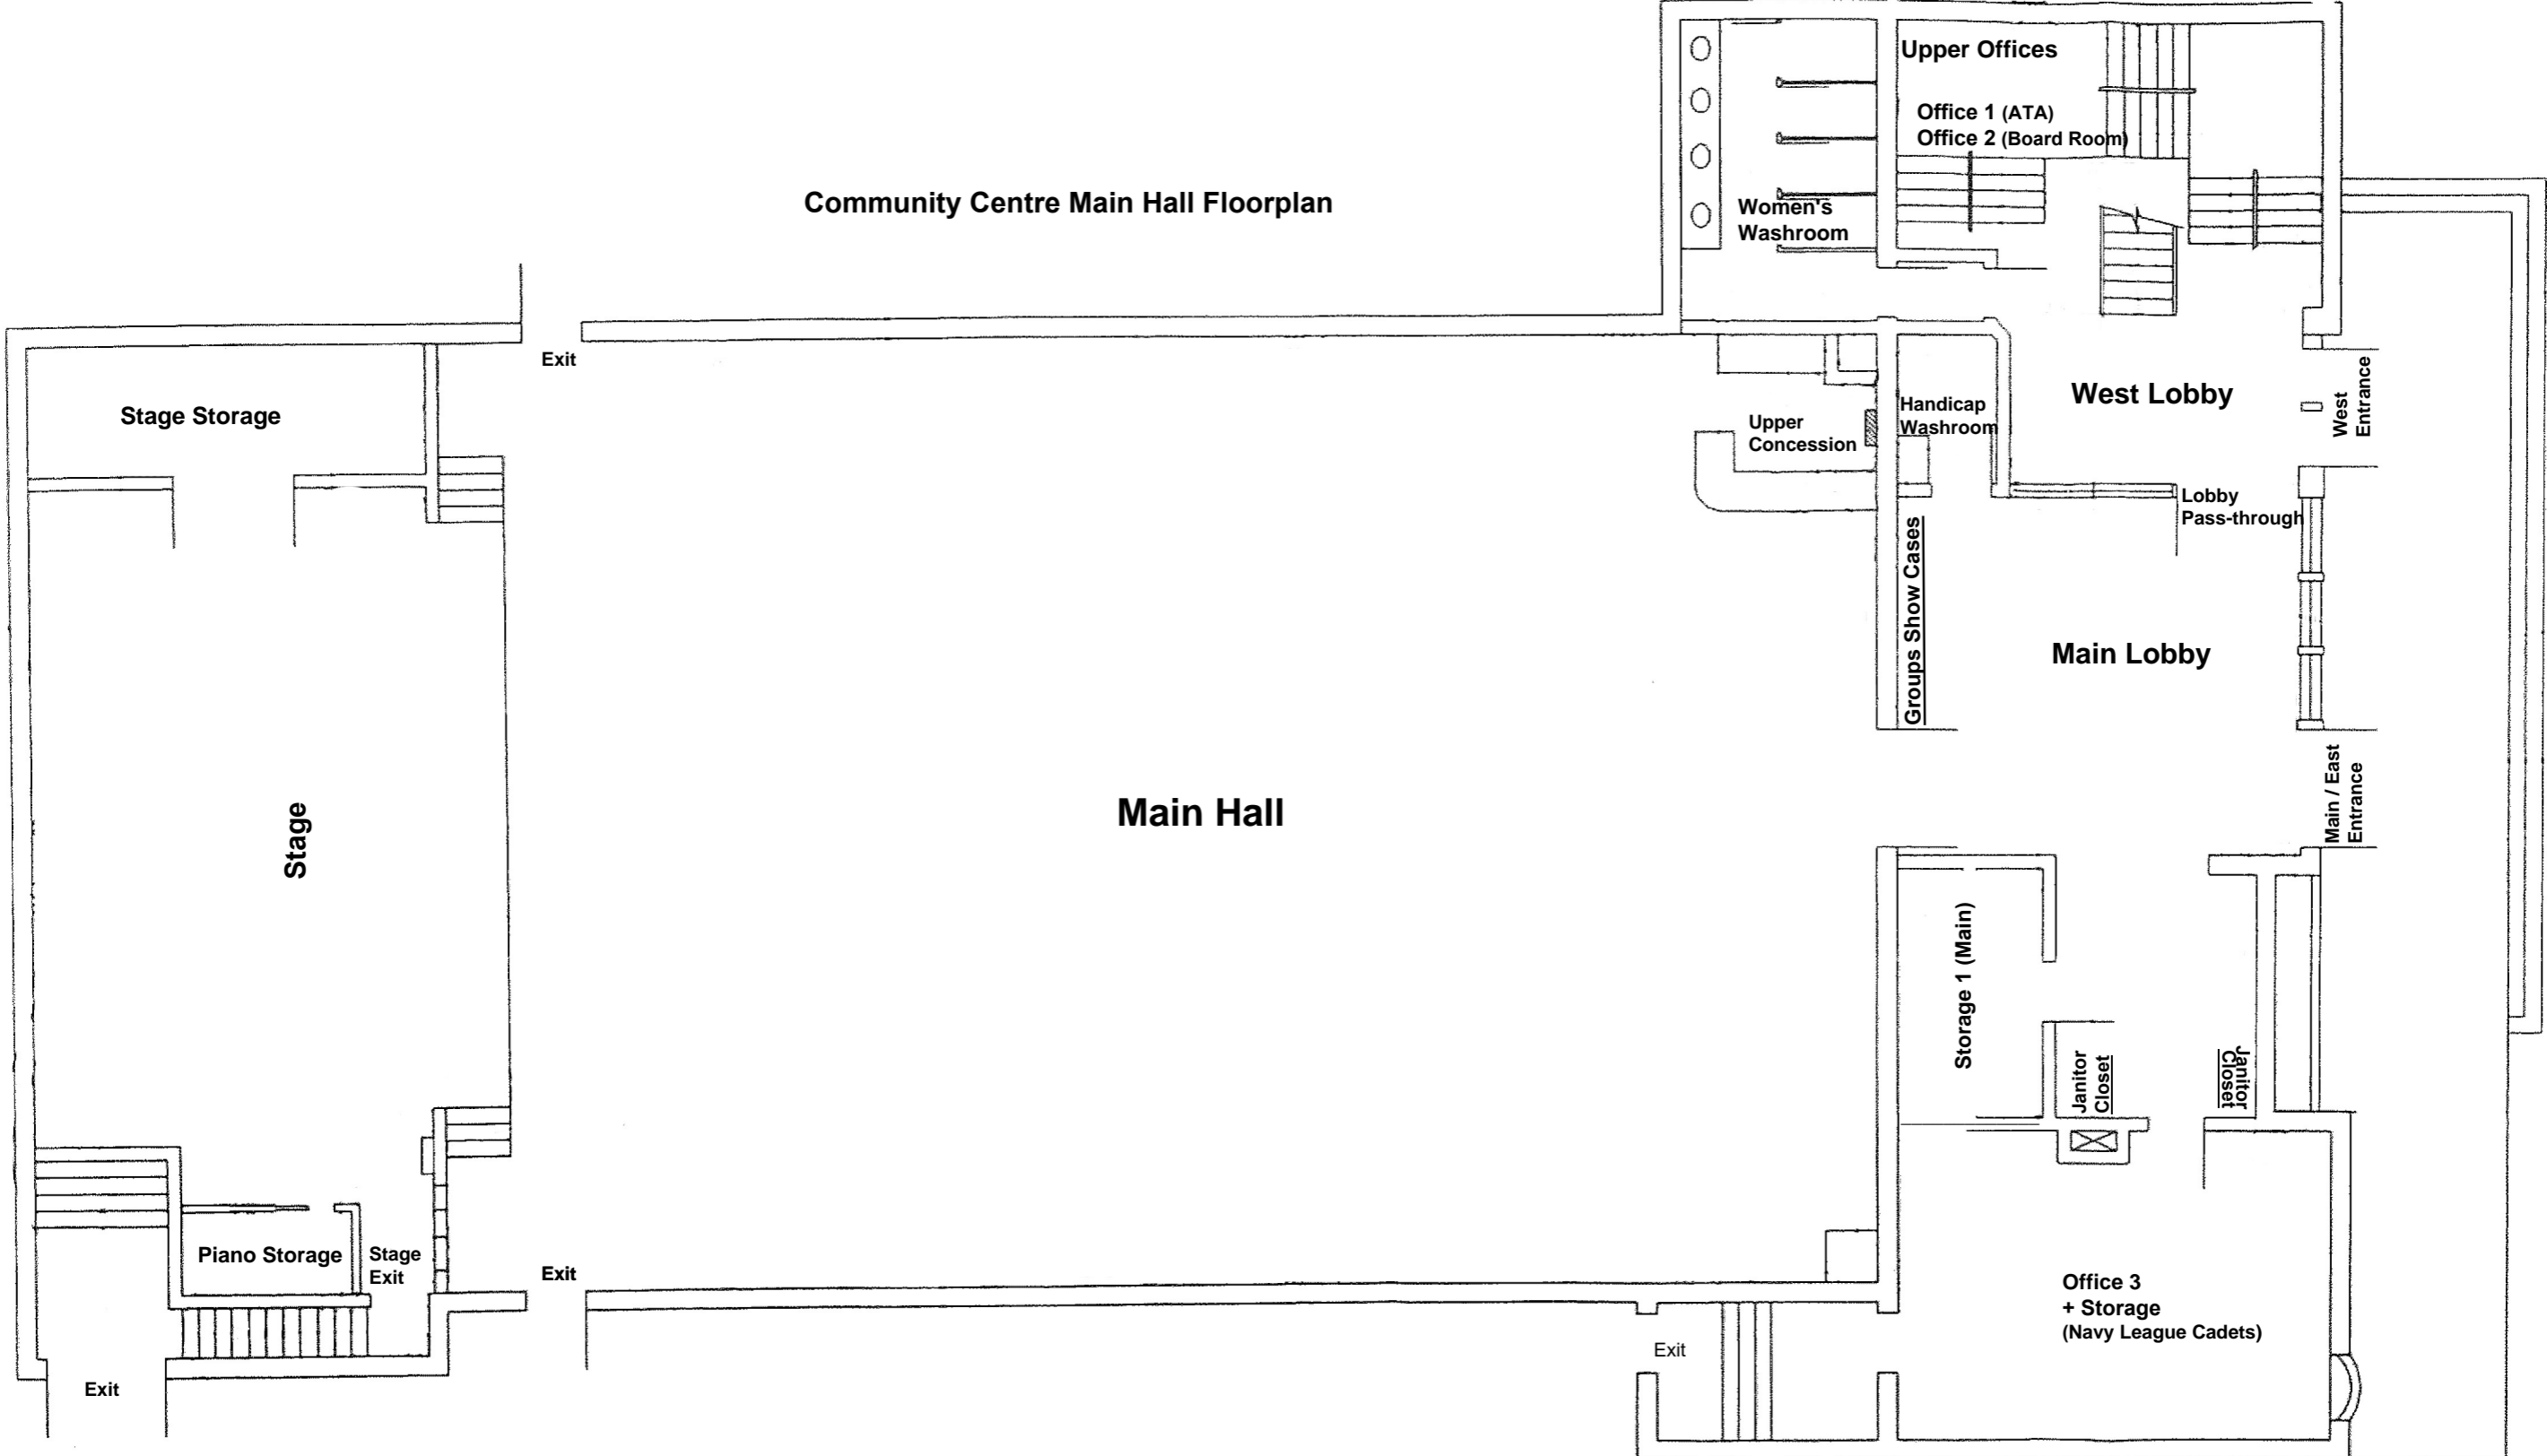 Upper Offices
Office 1 (ATA)
Office 2 (Board Room)
Community Centre Main Hall Floorplan
Women's
Washroom
Exit
Stage Storage
Upper
Concession
Handicap
Washroom
West Lobby
West
Entrance
Lobby
Pass-through
Groups Show Cases
Main Lobby
Main / East
Entrance
Main Hall
Stage
Storage 1 (Main)
Janitor
Closet
Janitor
Closet
Piano Storage
Stage
Exit
Exit
Office 3
+ Storage
(Navy League Cadets)
Exit
Exit